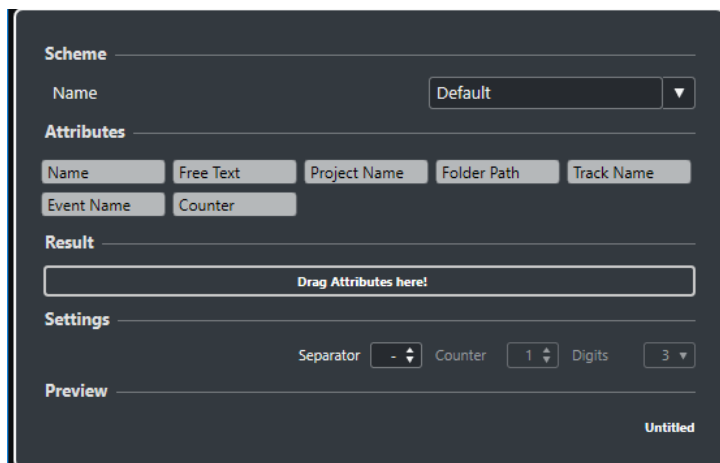 Scheme
Name Default
Attributes
Name Free Text Project Name Folder Path Track Name
Event Name Counter
Result
Drag Attributes here!
Settings
Separator - Counter 1 Digits 3
Preview
Untitled